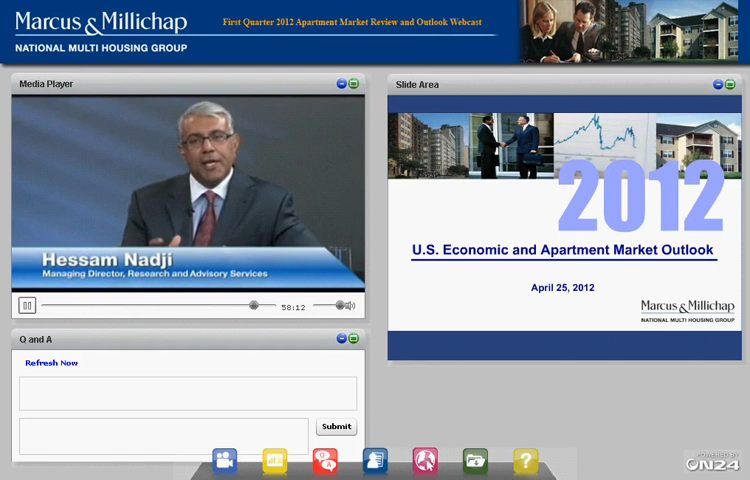 Marcus & Millichap
NATIONAL MULTI HOUSING GROUP
First Quarter 2012 Apartment Market Review and Outlook Webcast
Media Player
Hessam Nadji
Managing Director, Research and Advisory Services
58:12
Q and A
Refresh Now
Submit
Slide Area
2012
U.S. Economic and Apartment Market Outlook
April 25, 2012
Marcus & Millichap
NATIONAL MULTI HOUSING GROUP
Q
A
?
POWERED BY
ON24